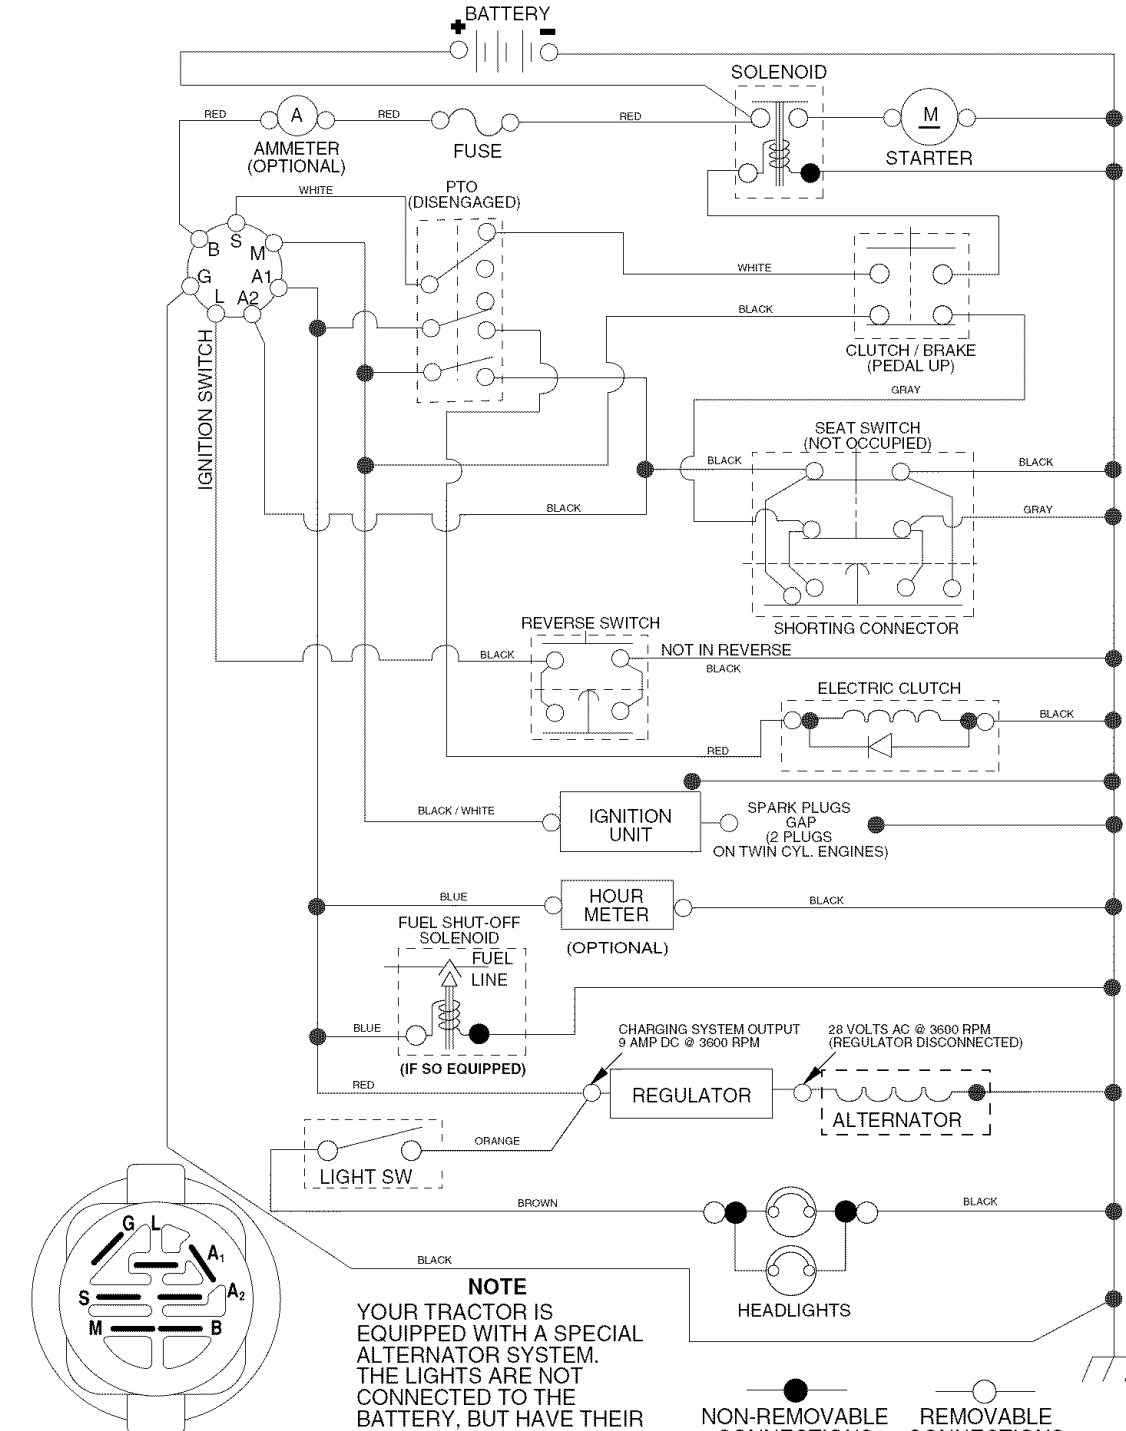 BATTERY
+ -
SOLENOID
RED
A
RED
RED
M
AMMETER
(OPTIONAL)
FUSE
STARTER
PTO
(DISENGAGED)
WHITE
B
S
M
G
A1
L
A2
IGNITION SWITCH
WHITE
BLACK
CLUTCH / BRAKE
(PEDAL UP)
GRAY
SEAT SWITCH
(NOT OCCUPIED)
BLACK
BLACK
BLACK
GRAY
SHORTING CONNECTOR
REVERSE SWITCH
BLACK
NOT IN REVERSE
BLACK
ELECTRIC CLUTCH
BLACK
RED
BLACK / WHITE
IGNITION
UNIT
SPARK PLUGS
GAP
(2 PLUGS
ON TWIN CYL. ENGINES)
BLUE
HOUR
METER
BLACK
(OPTIONAL)
FUEL SHUT-OFF
SOLENOID
FUEL
LINE
BLUE
(IF SO EQUIPPED)
CHARGING SYSTEM OUTPUT
9 AMP DC @ 3600 RPM
28 VOLTS AC @ 3600 RPM
(REGULATOR DISCONNECTED)
RED
REGULATOR
ALTERNATOR
ORANGE
LIGHT SW
BROWN
BLACK
HEADLIGHTS
BLACK
G L
A1
A2
S
M
B
NOTE
YOUR TRACTOR IS
EQUIPPED WITH A SPECIAL
ALTERNATOR SYSTEM.
THE LIGHTS ARE NOT
CONNECTED TO THE
BATTERY, BUT HAVE THEIR
NON-REMOVABLE
CONNECTIONS
REMOVABLE
CONNECTIONS